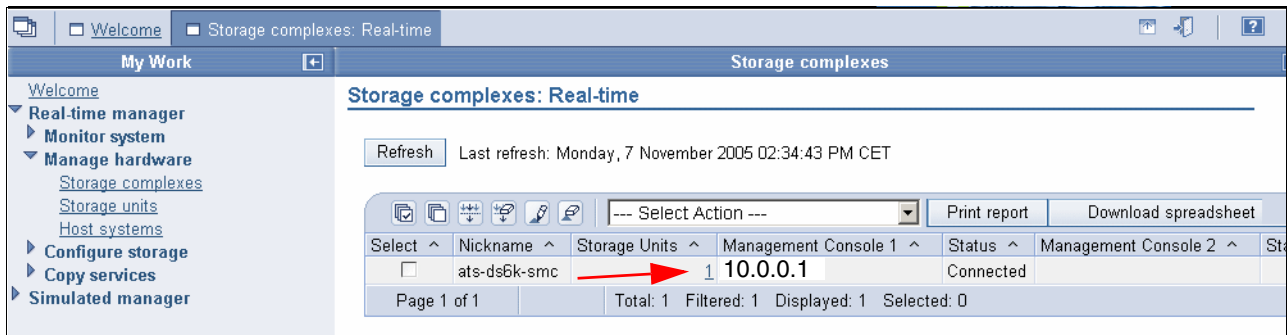 Welcome Storage complexes: Real-time ?
My Work Storage complexes
Welcome
Real-time manager
Monitor system
Manage hardware
Storage complexes
Storage units
Host systems
Configure storage
Copy services
Simulated manager
Storage complexes: Real-time
Refresh Last refresh: Monday, 7 November 2005 02:34:43 PM CET
--- Select Action --- Print report Download spreadsheet
Select ^ Nickname ^ Storage Units ^ Management Console 1 ^ Status ^ Management Console 2 ^ Sta
ats-ds6k-smc 1 10.0.0.1 Connected
Page 1 of 1 Total: 1 Filtered: 1 Displayed: 1 Selected: 0